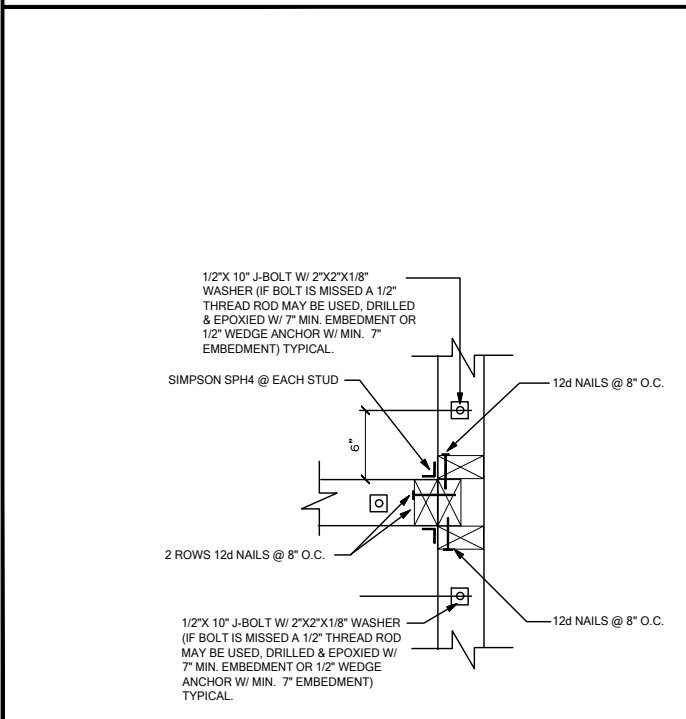 1/2"X 10" J-BOLT W/ 2"X2"X1/8"
WASHER (IF BOLT IS MISSED A 1/2"
THREAD ROD MAY BE USED, DRILLED
& EPOXIED W/ 7" MIN. EMBEDMENT OR
1/2" WEDGE ANCHOR W/ MIN. 7"
EMBEDMENT) TYPICAL.
SIMPSON SPH4 @ EACH STUD
12d NAILS @ 8" O.C.
6"
2 ROWS 12d NAILS @ 8" O.C.
1/2"X 10" J-BOLT W/ 2"X2"X1/8" WASHER
(IF BOLT IS MISSED A 1/2" THREAD ROD
MAY BE USED, DRILLED & EPOXIED W/
7" MIN. EMBEDMENT OR 1/2" WEDGE
ANCHOR W/ MIN. 7" EMBEDMENT)
TYPICAL.
12d NAILS @ 8" O.C.